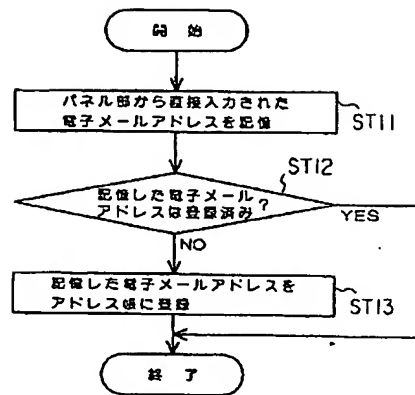 開始
パネル部から直接入力された
電子メールアドレスを記憶
ST11
ST12
記憶した電子メール
アドレスは登録済み?
YES
NO
記憶した電子メールアドレスを
アドレス帳に登録
ST13
終了